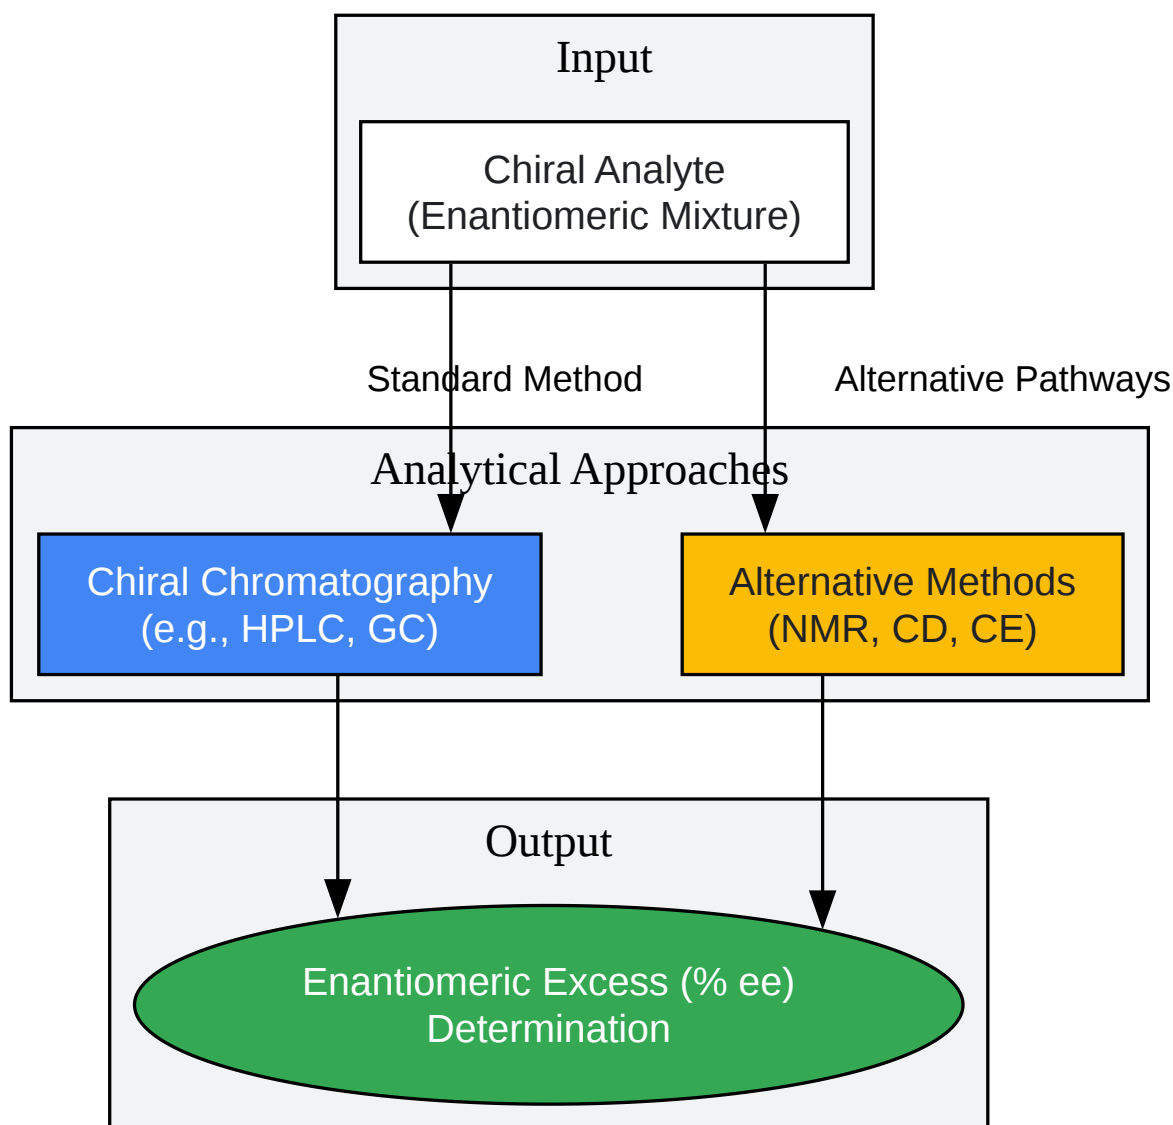 Input
Chiral Analyte
(Enantiomeric Mixture)
Standard Method
Alternative Pathways
Analytical Approaches
Chiral Chromatography
(e.g., HPLC, GC)
Alternative Methods
(NMR, CD, CE)
Output
Enantiomeric Excess (% ee)
Determination